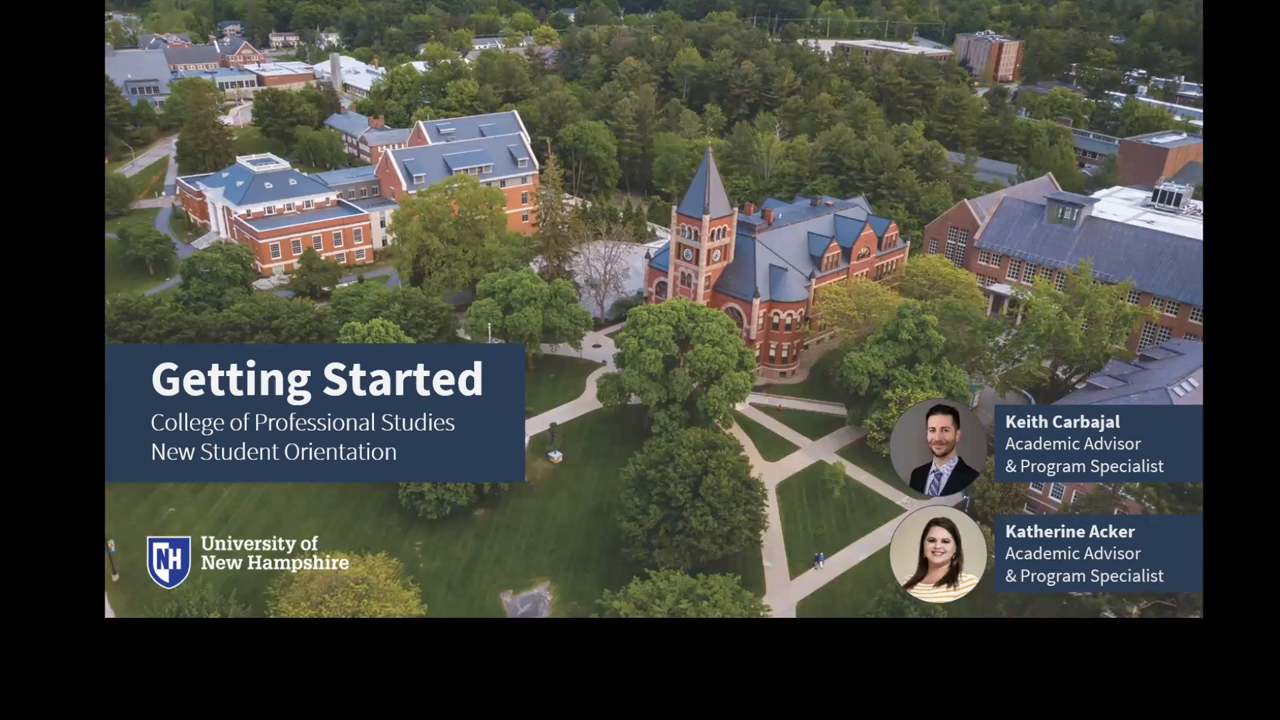 Getting Started
College of Professional Studies
New Student Orientation
NH
University of
New Hampshire
Keith Carbajal
Academic Advisor
& Program Specialist
Katherine Acker
Academic Advisor
& Program Specialist